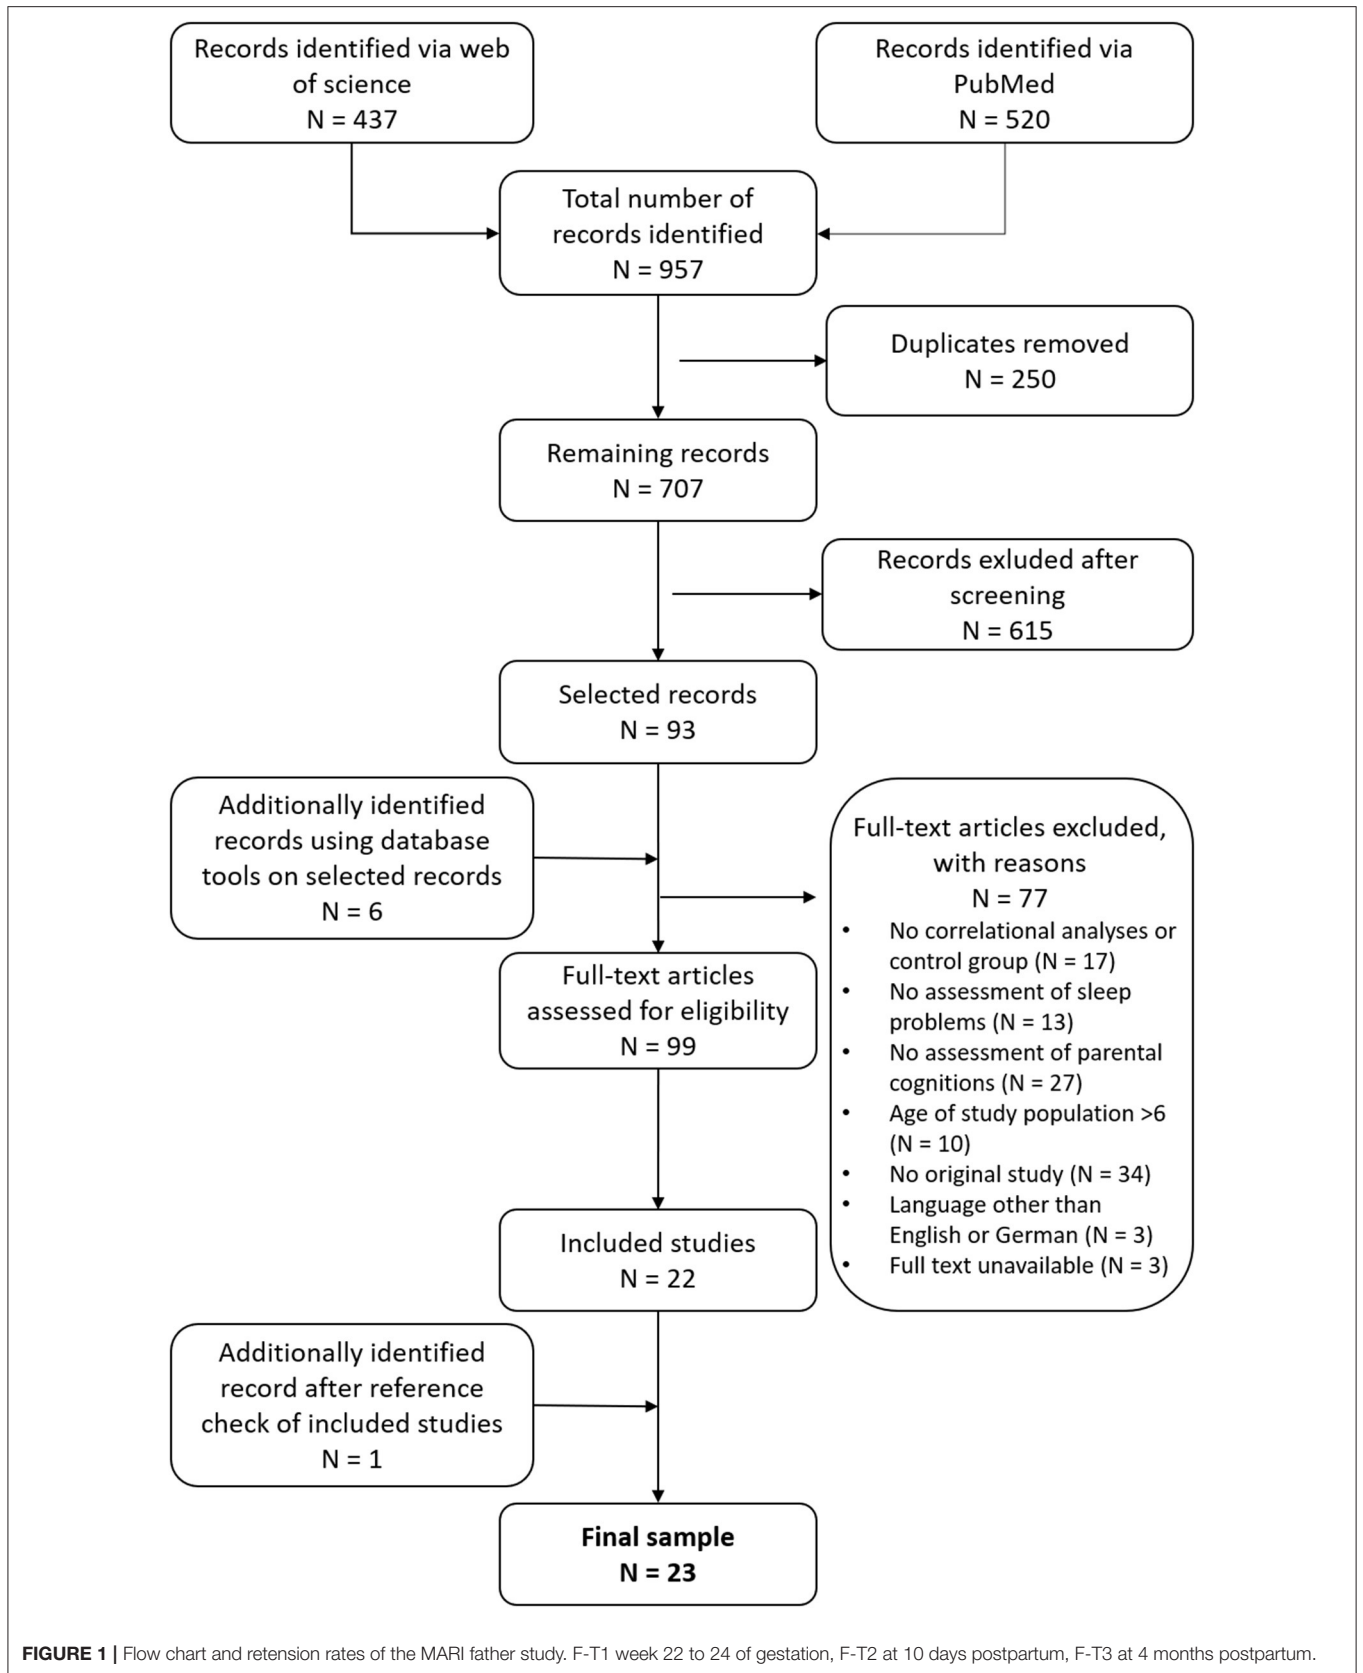 Records identified via web
of science
N = 437
Records identified via
PubMed
N = 520
Total number of
records identified
N = 957
Duplicates removed
N = 250
Remaining records
N = 707
Records exluded after
screening
N = 615
Selected records
N = 93
Additionally identified
records using database
tools on selected records
N = 6
Full-text articles excluded,
with reasons
N = 77
• No correlational analyses or
control group (N = 17)
• No assessment of sleep
problems (N = 13)
• No assessment of parental
cognitions (N = 27)
• Age of study population >6
(N = 10)
• No original study (N = 34)
• Language other than
English or German (N = 3)
• Full text unavailable (N = 3)
Full-text articles
assessed for eligibility
N = 99
Included studies
N = 22
Additionally identified
record after reference
check of included studies
N = 1
Final sample
N = 23
FIGURE 1 | Flow chart and retension rates of the MARI father study. F-T1 week 22 to 24 of gestation, F-T2 at 10 days postpartum, F-T3 at 4 months postpartum.